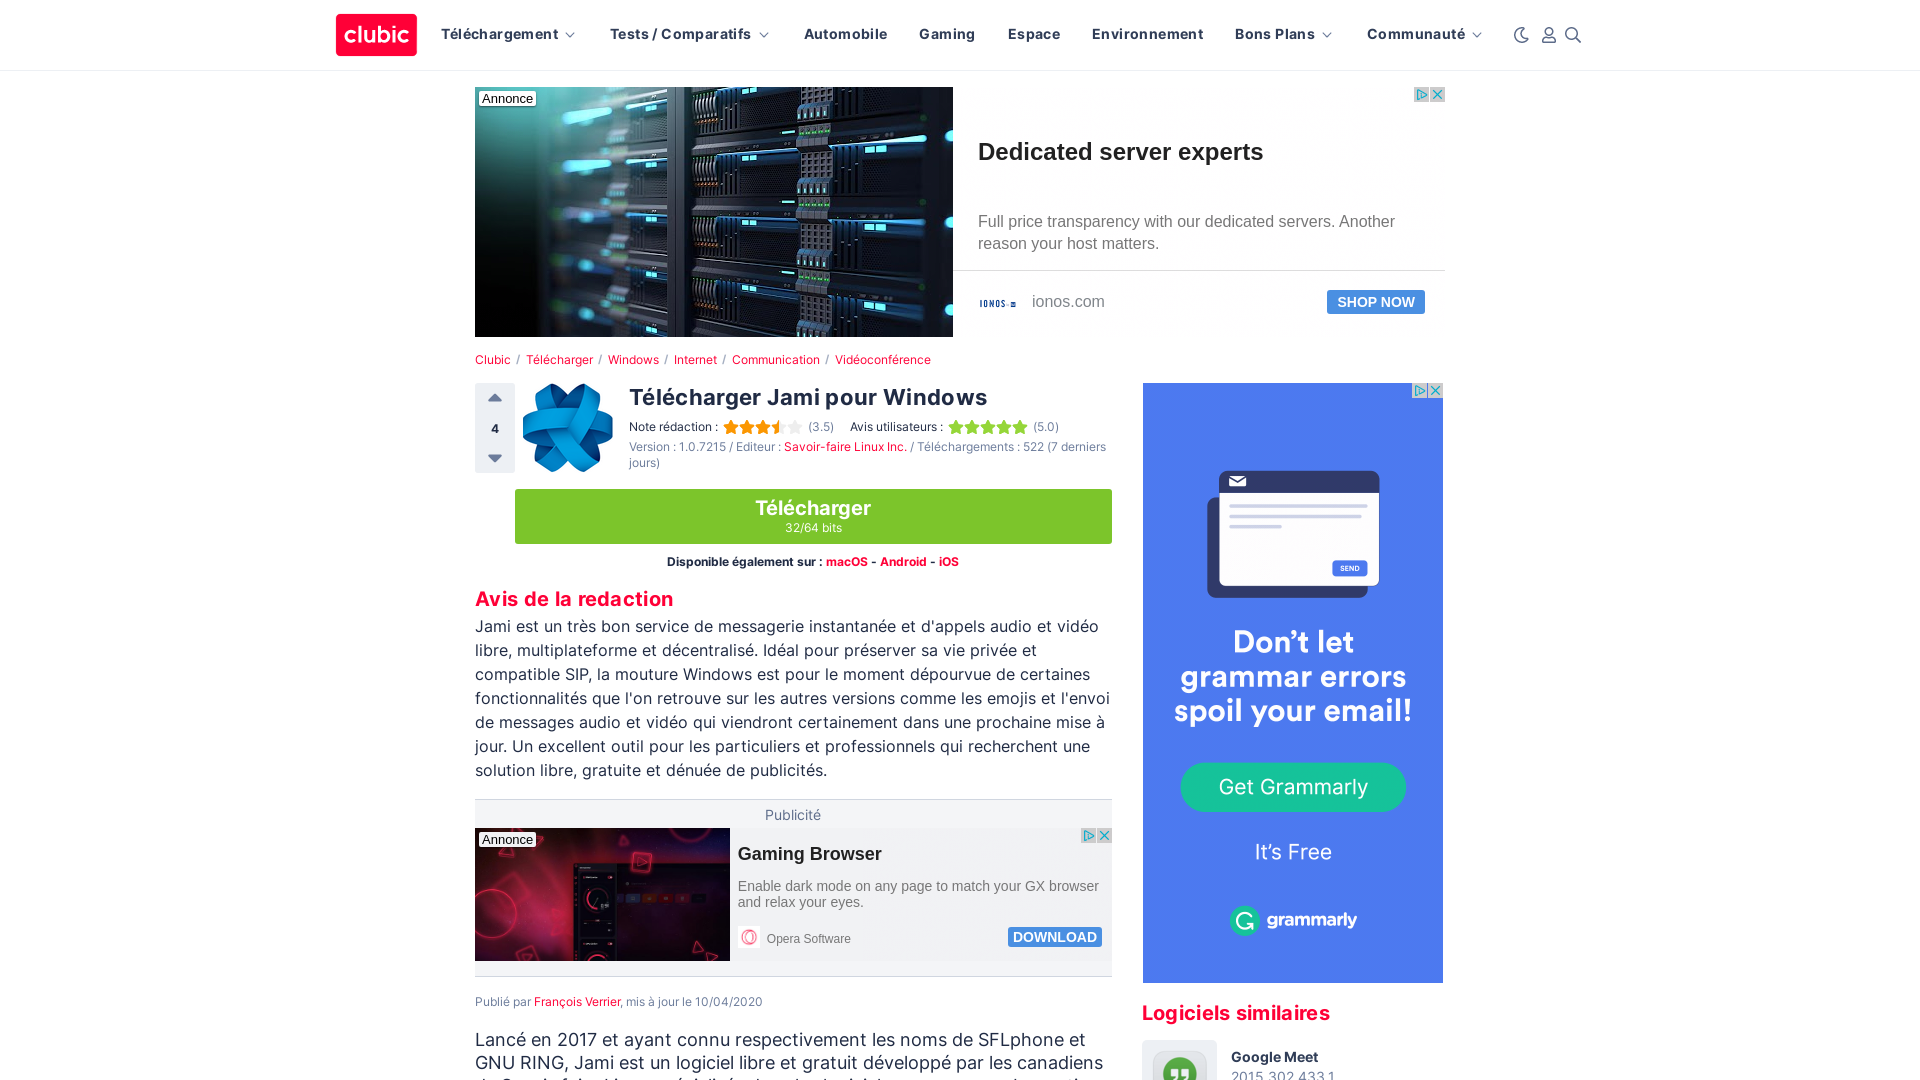 clubic
Téléchargement
Tests / Comparatifs
Automobile
Gaming
Espace
Environnement
Bons Plans
Communauté
Annonce
Dedicated server experts
Full price transparency with our dedicated servers. Another
reason your host matters.
IONOS
ionos.com
SHOP NOW
Clubic / Télécharger / Windows / Internet / Communication / Vidéoconférence
4
Télécharger Jami pour Windows
Note rédaction : (3.5) Avis utilisateurs : (5.0)
Version : 1.0.7215 / Editeur : Savoir-faire Linux Inc. / Téléchargements : 522 (7 derniers
jours)
Télécharger
32/64 bits
Disponible également sur : macOS - Android - iOS
Avis de la redaction
Jami est un très bon service de messagerie instantanée et d'appels audio et vidéo
libre, multiplateforme et décentralisé. Idéal pour préserver sa vie privée et
compatible SIP, la mouture Windows est pour le moment dépourvue de certaines
fonctionnalités que l'on retrouve sur les autres versions comme les emojis et l'envoi
de messages audio et vidéo qui viendront certainement dans une prochaine mise à
jour. Un excellent outil pour les particuliers et professionnels qui recherchent une
solution libre, gratuite et dénuée de publicités.
Publicité
Annonce
Gaming Browser
Enable dark mode on any page to match your GX browser
and relax your eyes.
Opera Software
DOWNLOAD
Publié par François Verrier, mis à jour le 10/04/2020
Lancé en 2017 et ayant connu respectivement les noms de SFLphone et
GNU RING, Jami est un logiciel libre et gratuit développé par les canadiens
SEND
Don't let
grammar errors
spoil your email!
Get Grammarly
It's Free
grammarly
Logiciels similaires
Google Meet
2015.302.433.1